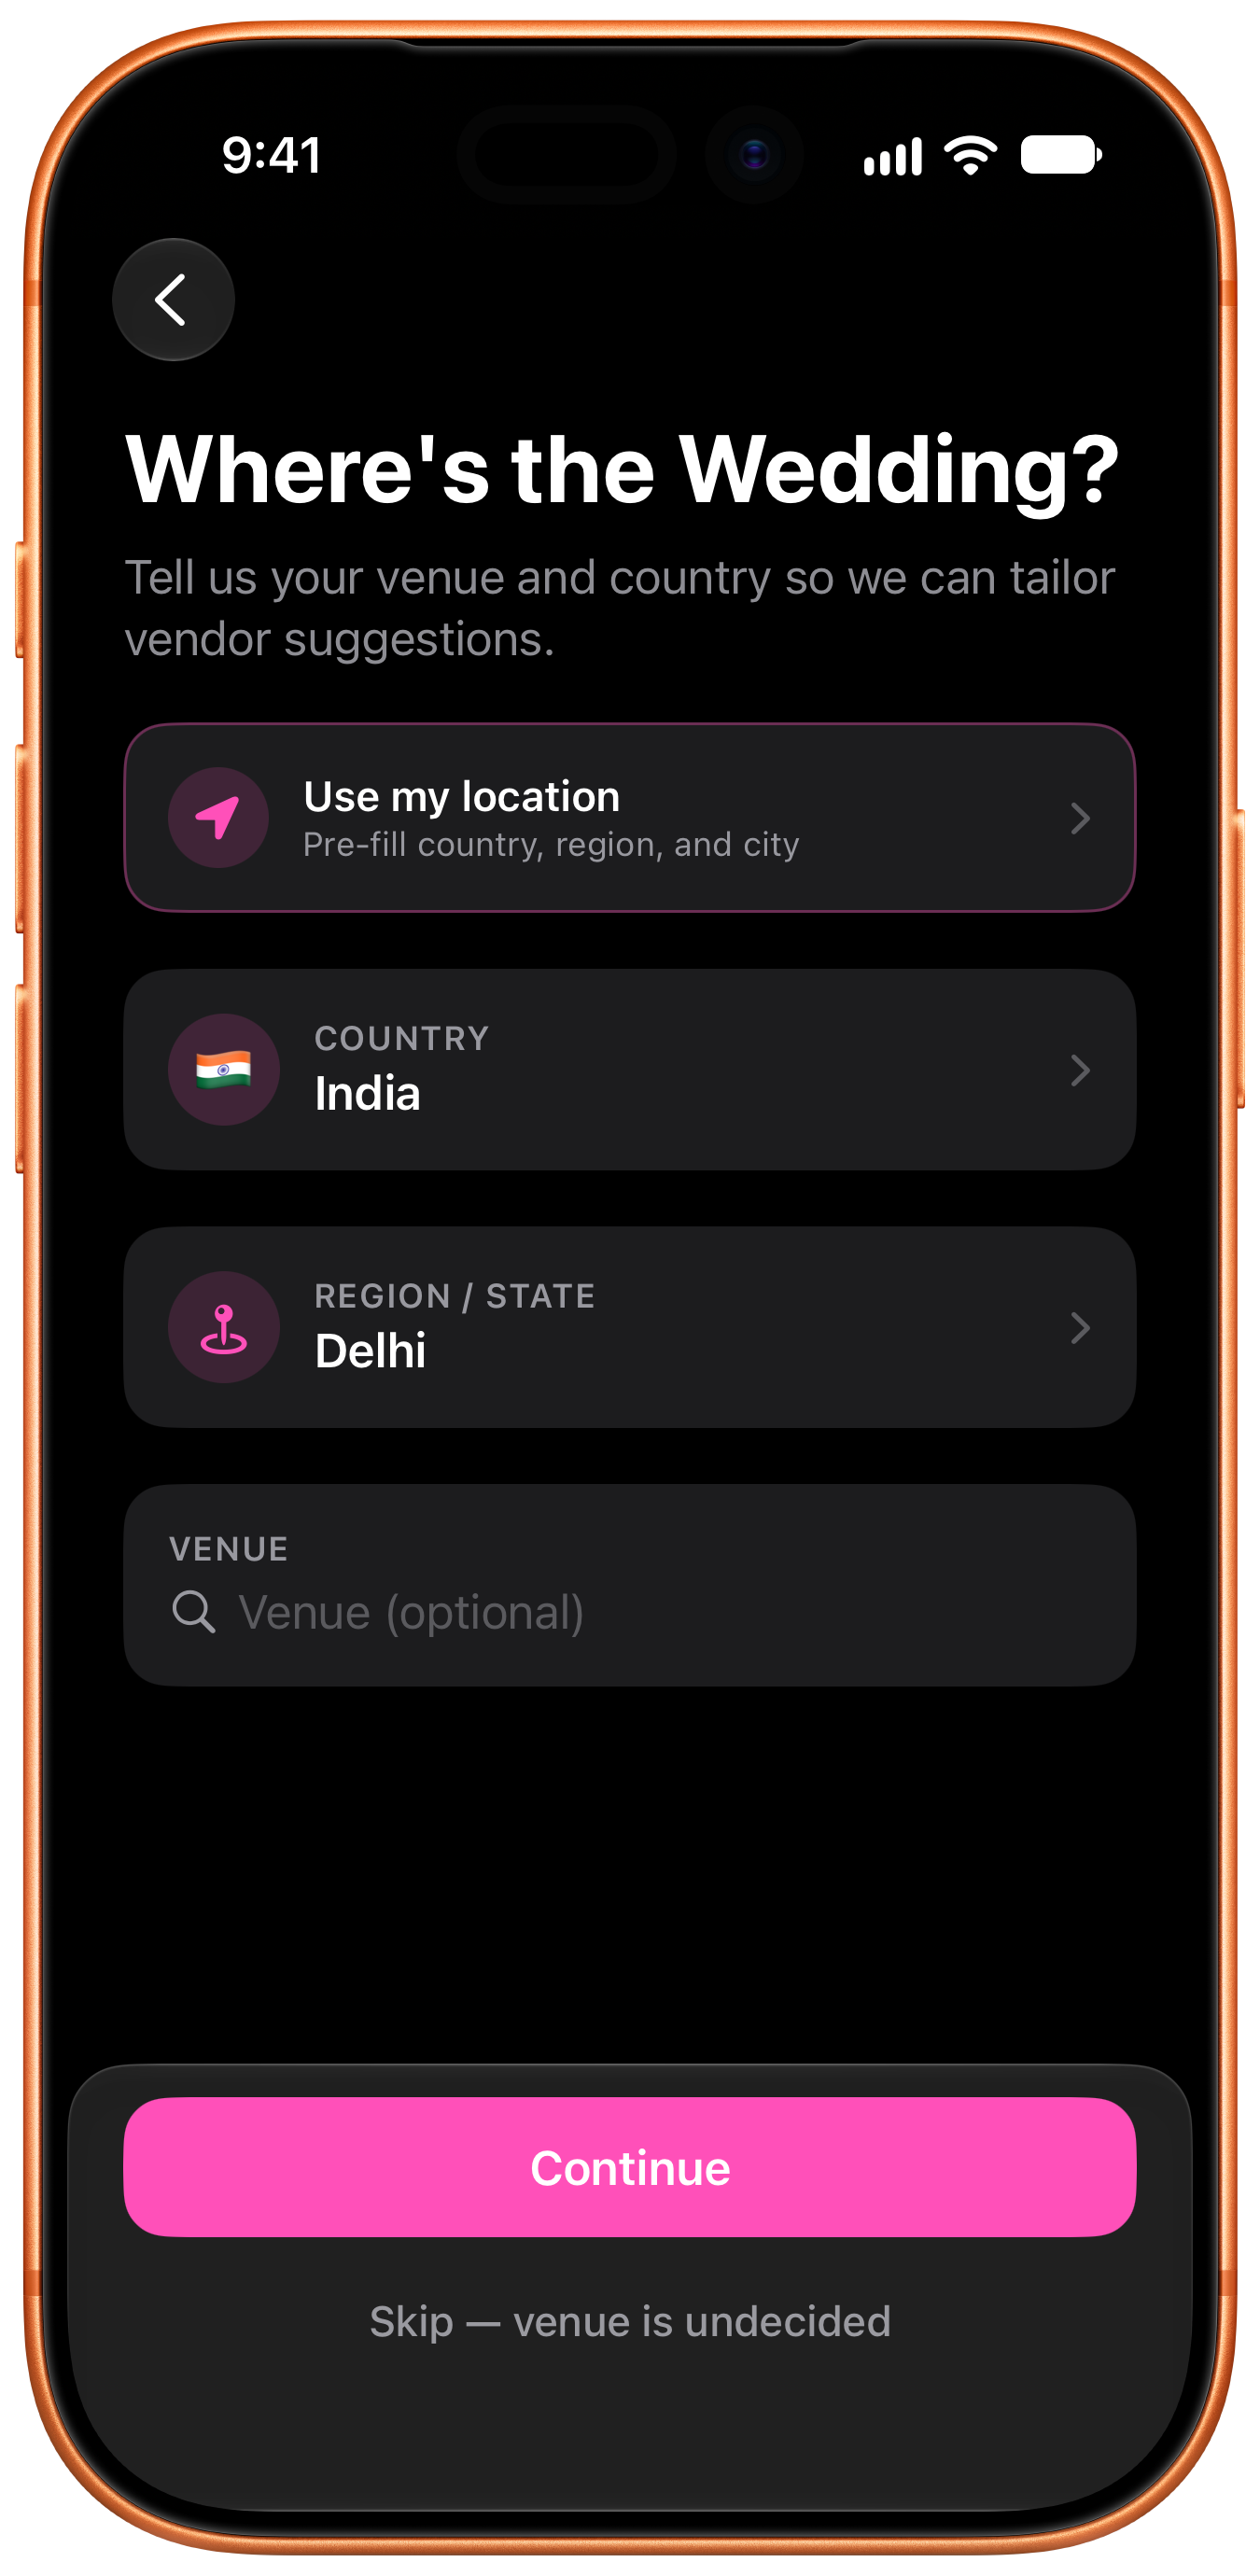 9:41
Where's the Wedding?
Tell us your venue and country so we can tailor
vendor suggestions.
Use my location
Pre-fill country, region, and city
COUNTRY
India
REGION / STATE
Delhi
VENUE
Venue (optional)
Continue
Skip — venue is undecided